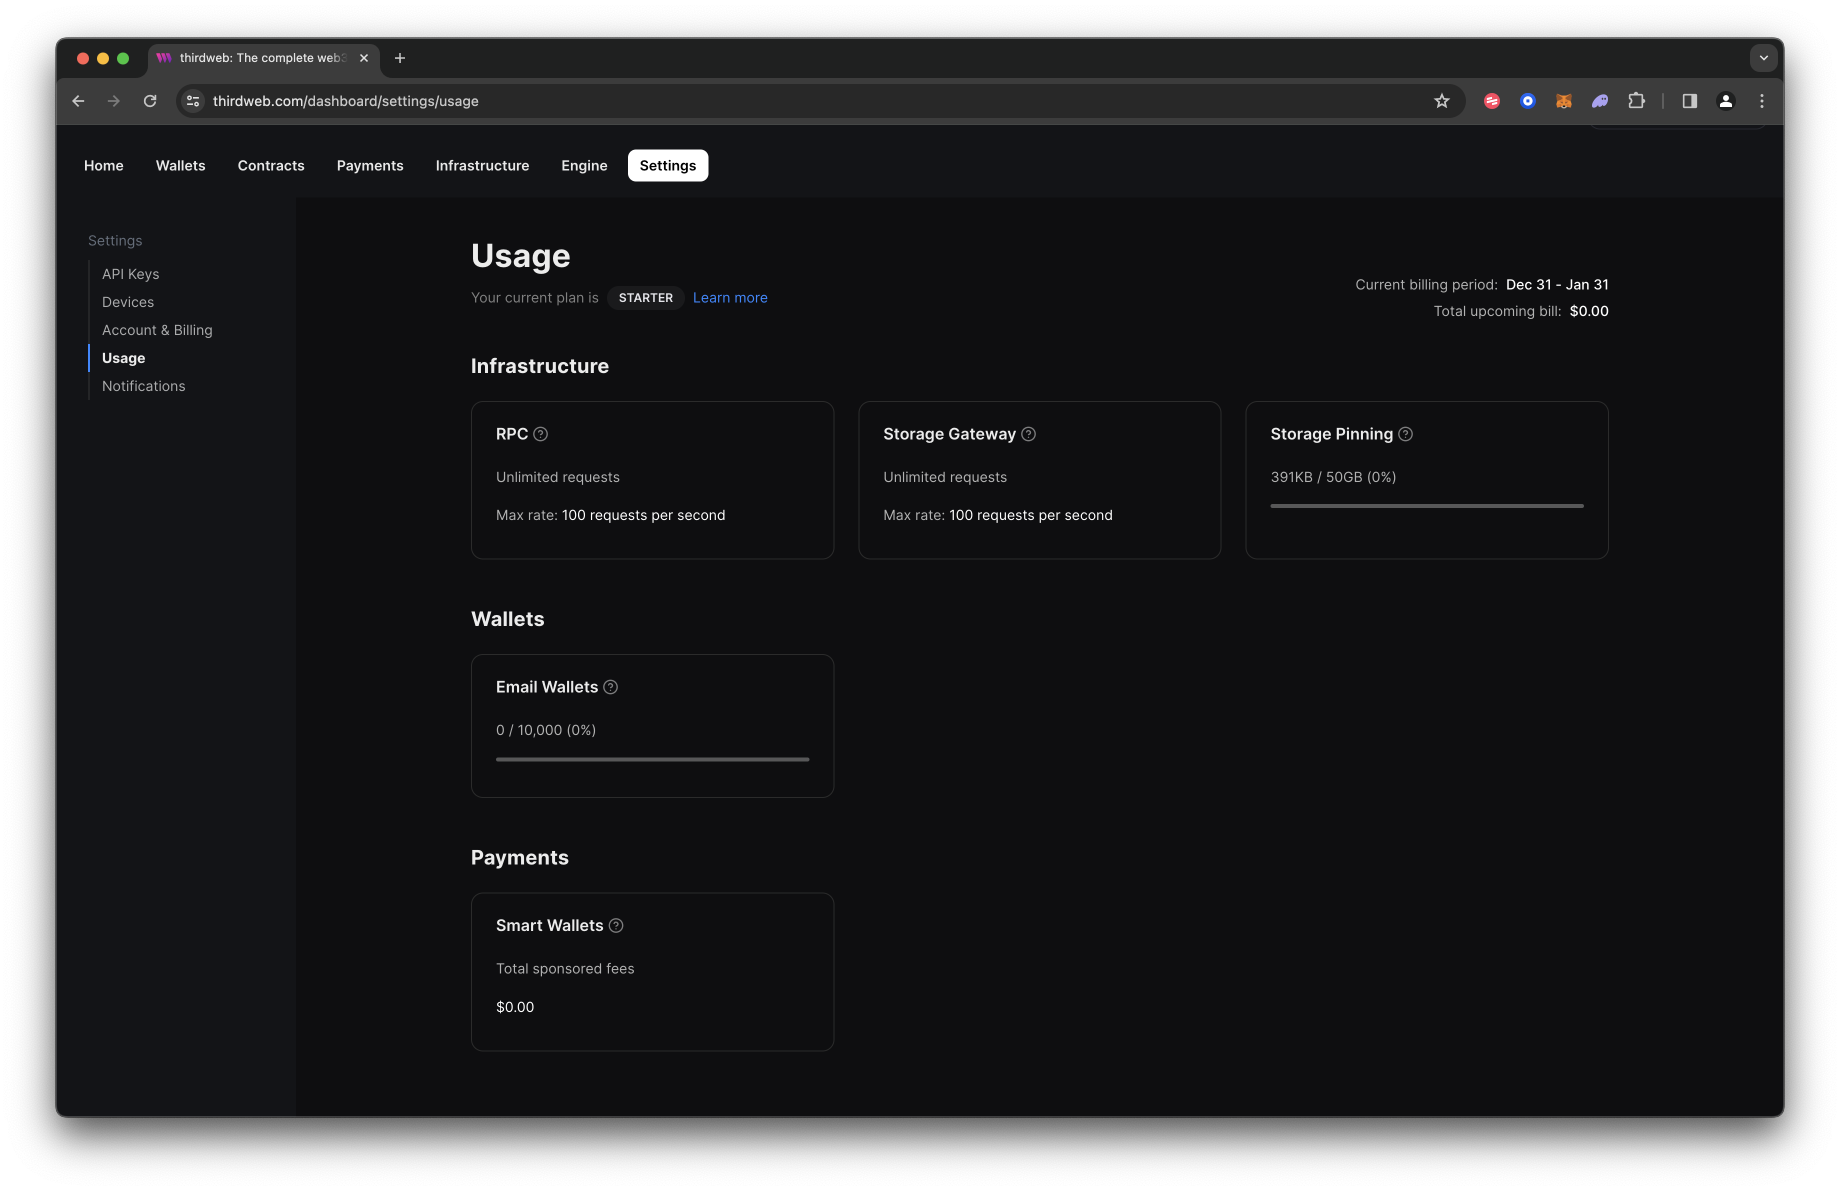 thirdweb: The complete web3
thirdweb.com/dashboard/settings/usage
Home Wallets Contracts Payments Infrastructure Engine Settings
Settings
API Keys
Devices
Account & Billing
Usage
Notifications
Usage
Your current plan is STARTER Learn more
Current billing period: Dec 31 - Jan 31
Total upcoming bill: $0.00
Infrastructure
RPC
Unlimited requests
Max rate: 100 requests per second
Storage Gateway
Unlimited requests
Max rate: 100 requests per second
Storage Pinning
391KB / 50GB (0%)
Wallets
Email Wallets
0 / 10,000 (0%)
Payments
Smart Wallets
Total sponsored fees
$0.00